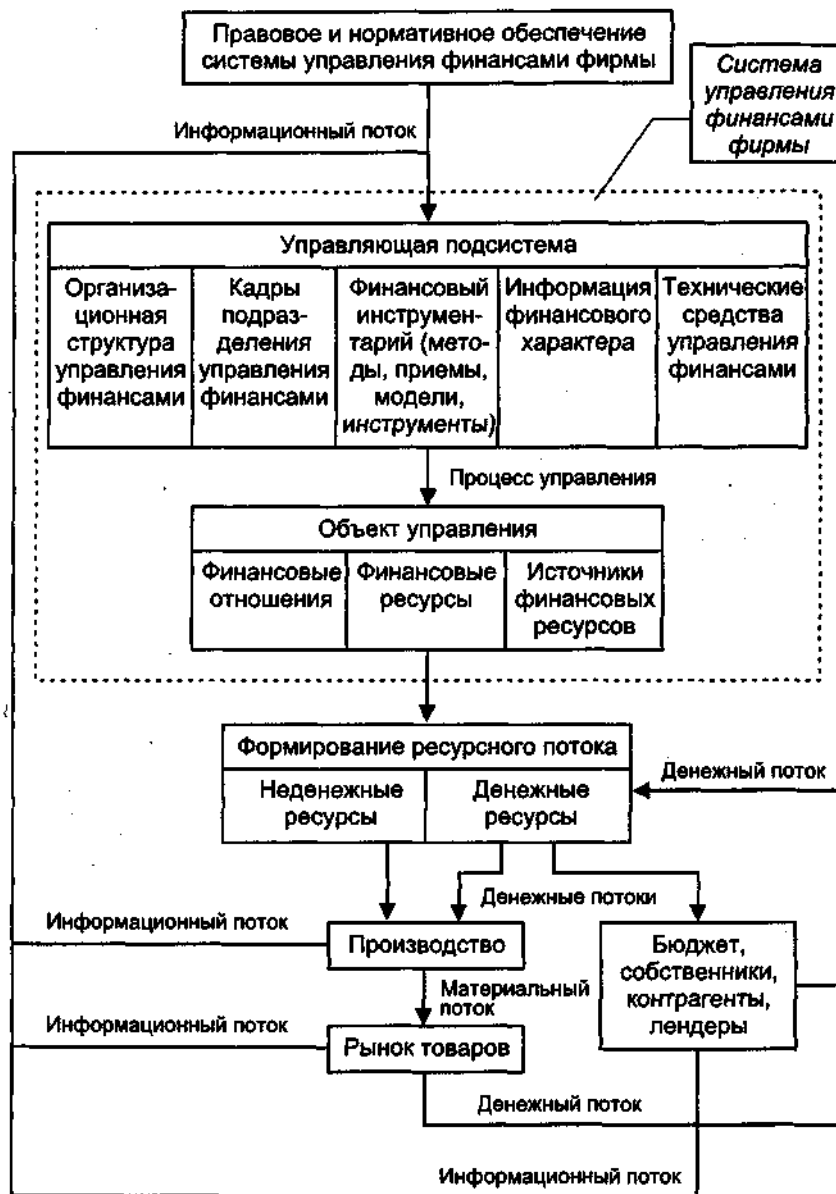 Правовое и нормативное обеспечение
системы управления финансами фирмы
Система
управления
финансами
фирмы
Информационный поток
Управляющая подсистема
Организа-
ционная
структура
управления
финансами
Кадры
подраз-
деления
управления
финансами
Финансовый
инструмен-
тарий (мето-
ды, приемы,
модели,
инструменты)
Информация
финансового
характера
Технические
средства
управления
финансами
Процесс управления
Объект управления
Финансовые
отношения
Финансовые
ресурсы
Источники
финансовых
ресурсов
Формирование ресурсного потока
Неденежные
ресурсы
Денежные
ресурсы
Денежный поток
Денежные потоки
Информационный поток
Производство
Бюджет,
собственники,
контрагенты,
лендеры
Материальный
поток
Информационный поток
Рынок товаров
Денежный поток
Информационный поток